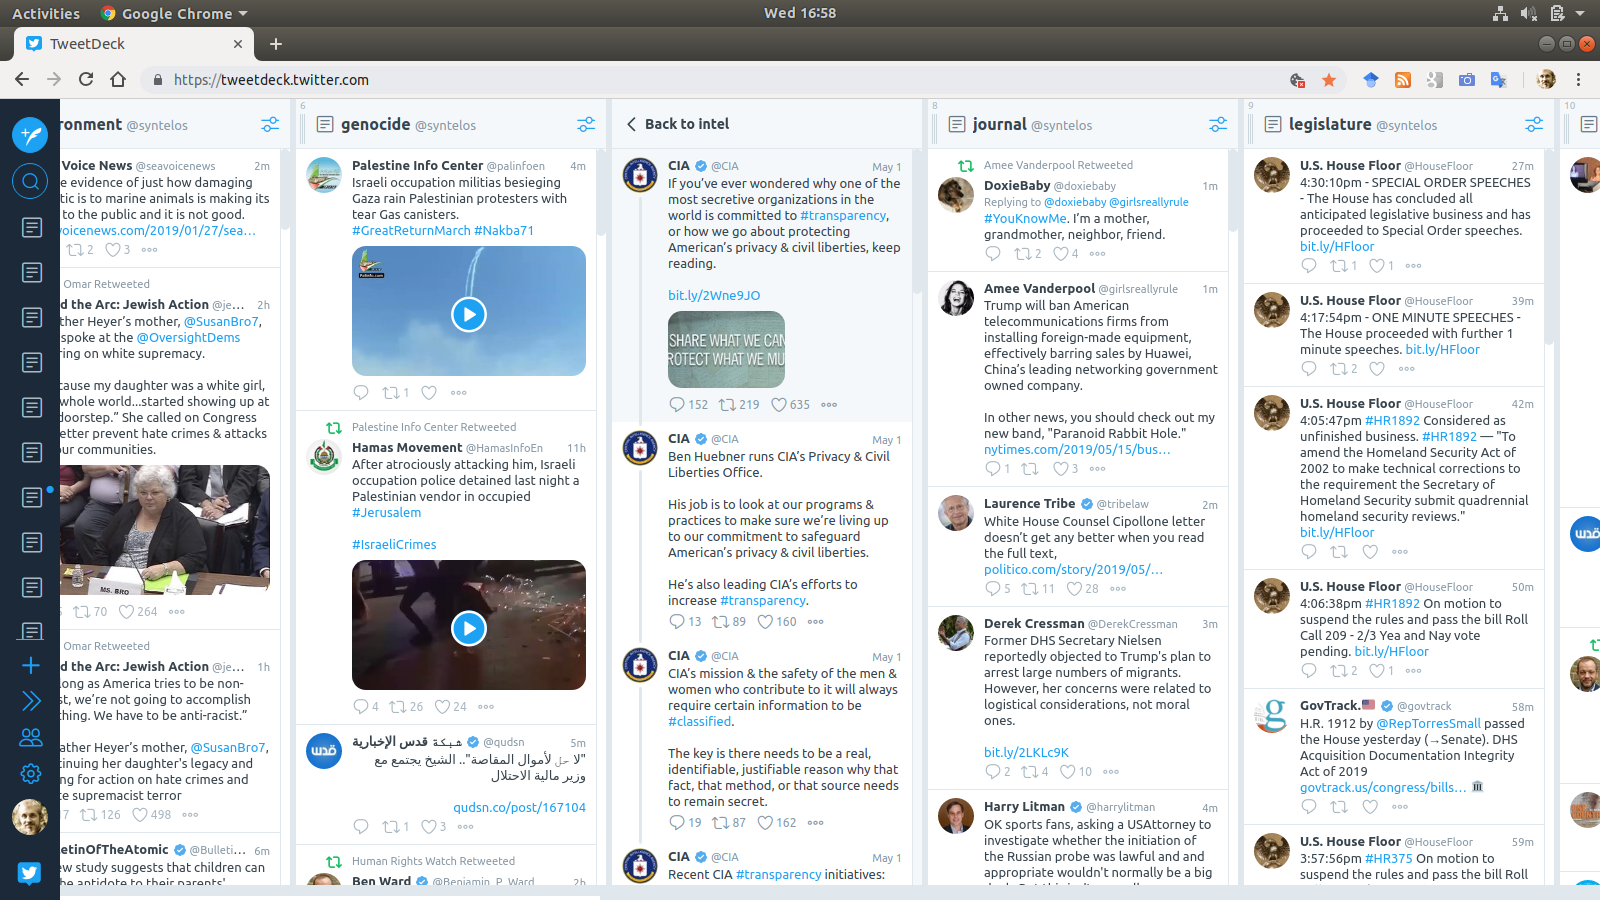 Activities
Google Chrome
Wed 16:58
TweetDeck
https://tweetdeck.twitter.com
ronment @syntelos
Voice News @seavoicenews 2m
e evidence of just how damaging
tic is to marine animals is making its
to the public and it is not good.
voicenews.com/2019/01/27/sea…
2 3
Omar Retweeted
d the Arc: Jewish Action @je… 2h
ther Heyer’s mother, @SusanBro7,
spoke at the @OversightDems
ring on white supremacy.
cause my daughter was a white girl,
whole world...started showing up at
doorstep.” She called on Congress
etter prevent hate crimes & attacks
ur communities.
MS. BRO
70 264
Omar Retweeted
d the Arc: Jewish Action @je… 1h
ong as America tries to be non-
st, we’re not going to accomplish
thing. We have to be anti-racist.”
ather Heyer’s mother, @SusanBro7,
tinuing her daughter's legacy and
ng for action on hate crimes and
te supremacist terror
7 126 498
etinOfTheAtomic @Bulleti… 6m
ew study suggests that children can
he antidote to their parents'
6
genocide @syntelos
Palestine Info Center @palinfoen 4m
Israeli occupation militias besieging
Gaza rain Palestinian protesters with
tear Gas canisters.
#GreatReturnMarch #Nakba71
1
Palestine Info Center Retweeted
Hamas Movement @HamasInfoEn 11h
After atrociously attacking him, Israeli
occupation police detained last night a
Palestinian vendor in occupied
#Jerusalem
#IsraeliCrimes
4 26 24
شبكة قدس الإخبارية @qudsn 5m
"لا حل لأموال المقاصة".. الشيخ يجتمع مع
وزير مالية الاحتلال
qudsn.co/post/167104
1 3
Human Rights Watch Retweeted
Ben Ward @Benjamin_P_Ward 2h
Back to intel
CIA @CIA May 1
If you’ve ever wondered why one of the
most secretive organizations in the
world is committed to #transparency,
or how we go about protecting
American’s privacy & civil liberties, keep
reading.
bit.ly/2Wne9JO
SHARE WHAT WE CAN
ROTECT WHAT WE MU
152 219 635
CIA @CIA May 1
Ben Huebner runs CIA’s Privacy & Civil
Liberties Office.
His job is to look at our programs &
practices to make sure we’re living up
to our commitment to safeguard
American’s privacy & civil liberties.
He’s also leading CIA’s efforts to
increase #transparency.
13 89 160
CIA @CIA May 1
CIA’s mission & the safety of the men &
women who contribute to it will always
require certain information to be
#classified.
The key is there needs to be a real,
identifiable, justifiable reason why that
fact, that method, or that source needs
to remain secret.
19 87 162
CIA @CIA May 1
Recent CIA #transparency initiatives:
8
journal @syntelos
Amee Vanderpool Retweeted
DoxieBaby @doxiebaby 1m
Replying to @doxiebaby @girlsreallyrule
#YouKnowMe. I’m a mother,
grandmother, neighbor, friend.
2 4
Amee Vanderpool @girlsreallyrule 1m
Trump will ban American
telecommunications firms from
installing foreign-made equipment,
effectively barring sales by Huawei,
China’s leading networking government
owned company.
In other news, you should check out my
new band, "Paranoid Rabbit Hole."
nytimes.com/2019/05/15/bus…
1 3
Laurence Tribe @tribelaw 2m
White House Counsel Cipollone letter
doesn’t get any better when you read
the full text,
politico.com/story/2019/05/…
5 11 28
Derek Cressman @DerekCressman 3m
Former DHS Secretary Nielsen
reportedly objected to Trump's plan to
arrest large numbers of migrants.
However, her concerns were related to
logistical considerations, not moral
ones.
bit.ly/2LKLc9K
2 4 10
Harry Litman @harrylitman 4m
OK sports fans, asking a USAttorney to
investigate whether the initiation of
the Russian probe was lawful and and
appropriate wouldn't normally be a big
9
legislature @syntelos
U.S. House Floor @HouseFloor 27m
4:30:10pm - SPECIAL ORDER SPEECHES
- The House has concluded all
anticipated legislative business and has
proceeded to Special Order speeches.
bit.ly/HFloor
1 1
U.S. House Floor @HouseFloor 39m
4:17:54pm - ONE MINUTE SPEECHES -
The House proceeded with further 1
minute speeches. bit.ly/HFloor
2
U.S. House Floor @HouseFloor 42m
4:05:47pm #HR1892 Considered as
unfinished business. #HR1892 — "To
amend the Homeland Security Act of
2002 to make technical corrections to
the requirement the Secretary of
Homeland Security submit quadrennial
homeland security reviews."
bit.ly/HFloor
U.S. House Floor @HouseFloor 50m
4:06:38pm #HR1892 On motion to
suspend the rules and pass the bill Roll
Call 209 - 2/3 Yea and Nay vote
pending. bit.ly/HFloor
2 1
GovTrack. @govtrack 58m
H.R. 1912 by @RepTorresSmall passed
the House yesterday (→Senate). DHS
Acquisition Documentation Integrity
Act of 2019
govtrack.us/congress/bills…
U.S. House Floor @HouseFloor 59m
3:57:56pm #HR375 On motion to
suspend the rules and pass the bill Roll
10